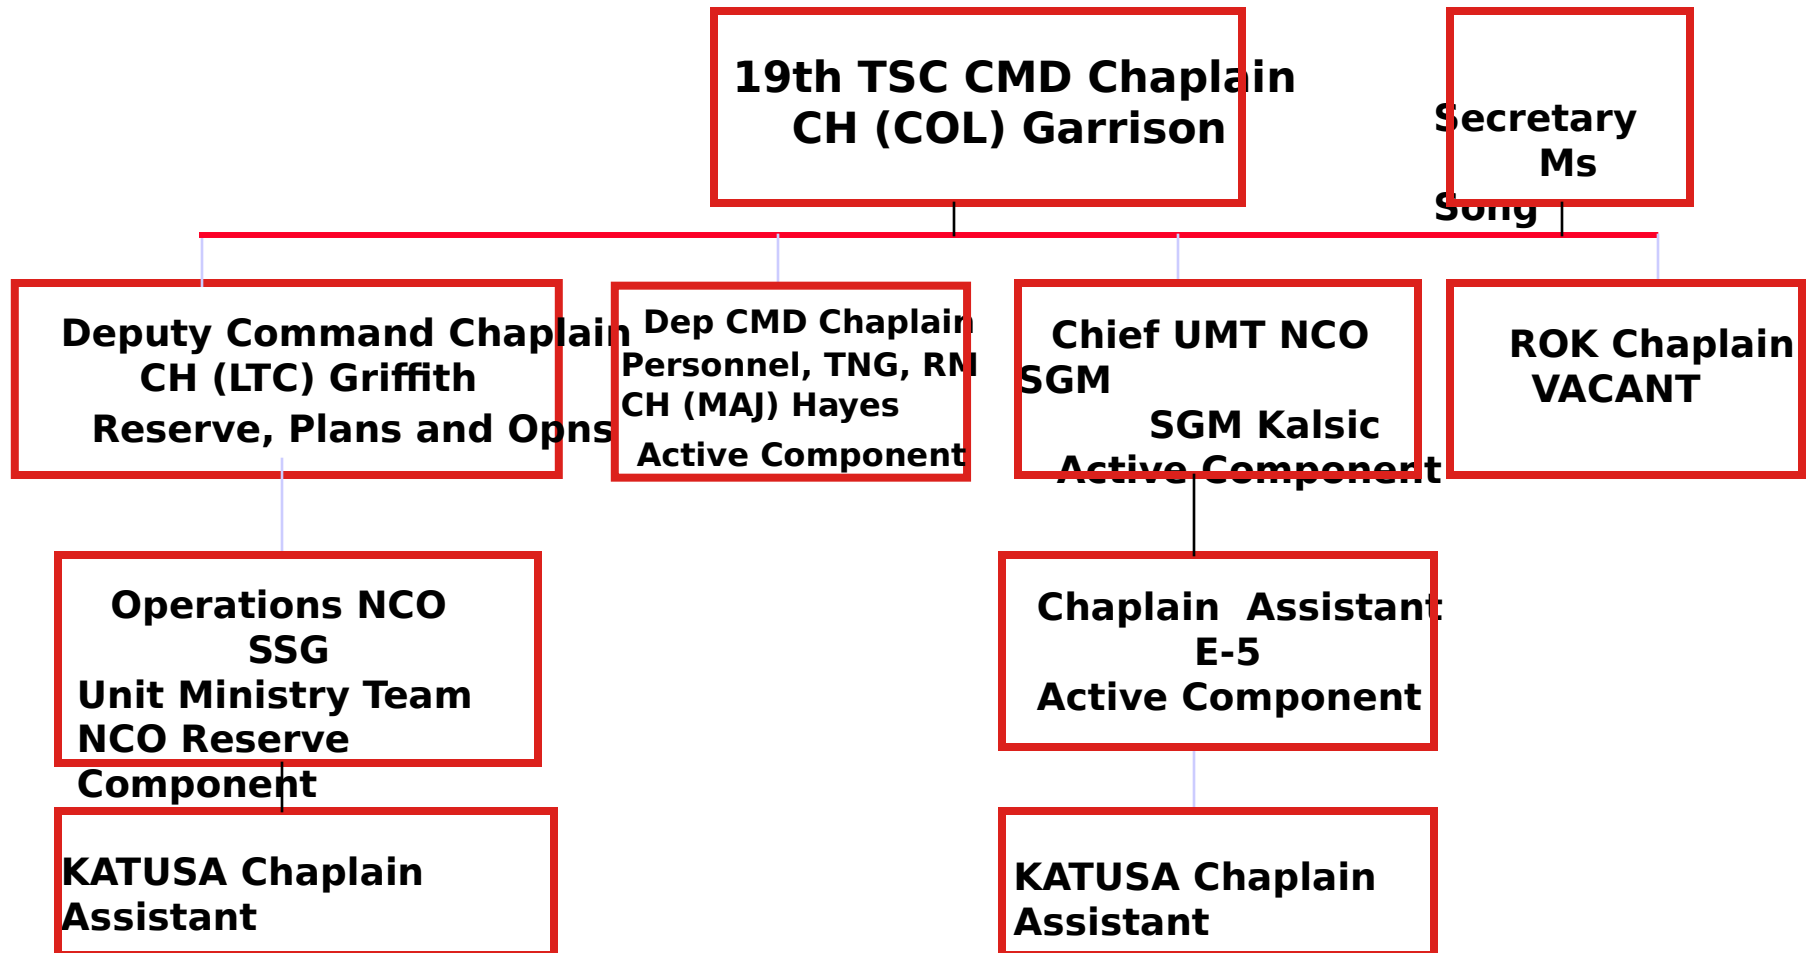 19th TSC CMD Chaplain
CH (COL) Garrison
Secretary
Ms
Song
Deputy Command Chaplain
CH (LTC) Griffith
Reserve, Plans and Opns
Dep CMD Chaplain
Personnel, TNG, RM
CH (MAJ) Hayes
Active Component
Chief UMT NCO
SGM
SGM Kalsic
Active Component
ROK Chaplain
VACANT
Operations NCO
SSG
Unit Ministry Team
NCO Reserve
Component
Chaplain  Assistant
E-5
Active Component
KATUSA Chaplain
Assistant
KATUSA Chaplain
Assistant